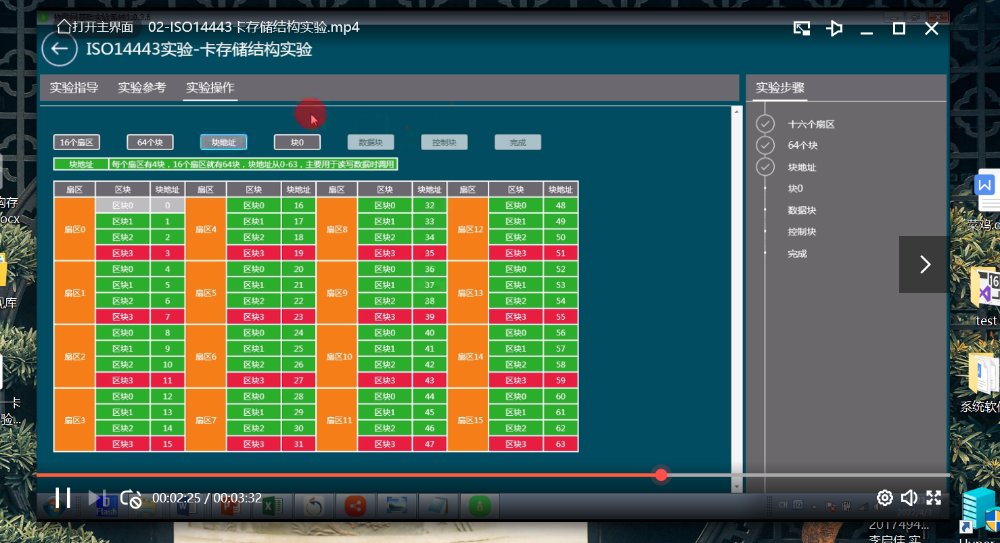 物联网基础实验系统1.0.3.6
打开主界面 02-ISO14443卡存储结构实验.mp4
ISO14443实验-卡存储结构实验
实验指导 实验参考 实验操作 实验步骤
16个扇区 64个块 块地址 块0 数据块 控制块 完成
块地址 每个扇区有4块，16个扇区就有64块，块地址从0-63，主要用于读写数据时调用
扇区 区块 块地址 扇区 区块 块地址 扇区 区块 块地址 扇区 区块 块地址
扇区0 区块0 0 扇区4 区块0 16 扇区8 区块0 32 扇区12 区块0 48
区块1 1 区块1 17 区块1 33 区块1 49
区块2 2 区块2 18 区块2 34 区块2 50
区块3 3 区块3 19 区块3 35 区块3 51
扇区1 区块0 4 扇区5 区块0 20 扇区9 区块0 36 扇区13 区块0 52
区块1 5 区块1 21 区块1 37 区块1 53
区块2 6 区块2 22 区块2 38 区块2 54
区块3 7 区块3 23 区块3 39 区块3 55
扇区2 区块0 8 扇区6 区块0 24 扇区10 区块0 40 扇区14 区块0 56
区块1 9 区块1 25 区块1 41 区块1 57
区块2 10 区块2 26 区块2 42 区块2 58
区块3 11 区块3 27 区块3 43 区块3 59
扇区3 区块0 12 扇区7 区块0 28 扇区11 区块0 44 扇区15 区块0 60
区块1 13 区块1 29 区块1 45 区块1 61
区块2 14 区块2 30 区块2 46 区块2 62
区块3 15 区块3 31 区块3 47 区块3 63
十六个扇区
64个块
块地址
块0
数据块
控制块
完成
00:02:25 / 00:03:32
Flash
CH
2022/4/3
构存
ocx
现库
一卡
验...
菜鸡.c
16
test
系统软件
2017494...